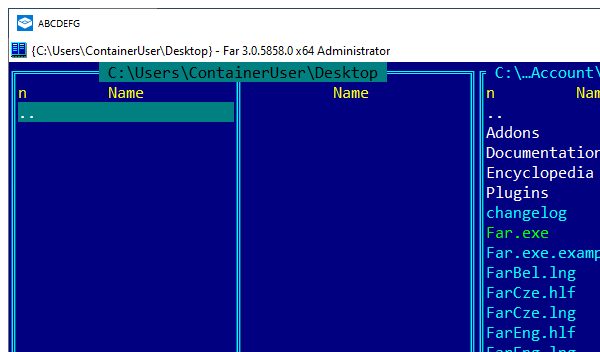 ABCDEFG
{C:\Users\ContainerUser\Desktop} - Far 3.0.5858.0 x64 Administrator
C:\Users\ContainerUser\Desktop
C:\…Account\
n Name Name
n Na
..
..
Addons
Documentation
Encyclopedia
Plugins
changelog
Far.exe
Far.exe.examp
FarBel.lng
FarCze.hlf
FarCze.lng
FarEng.hlf
FarEng.lng